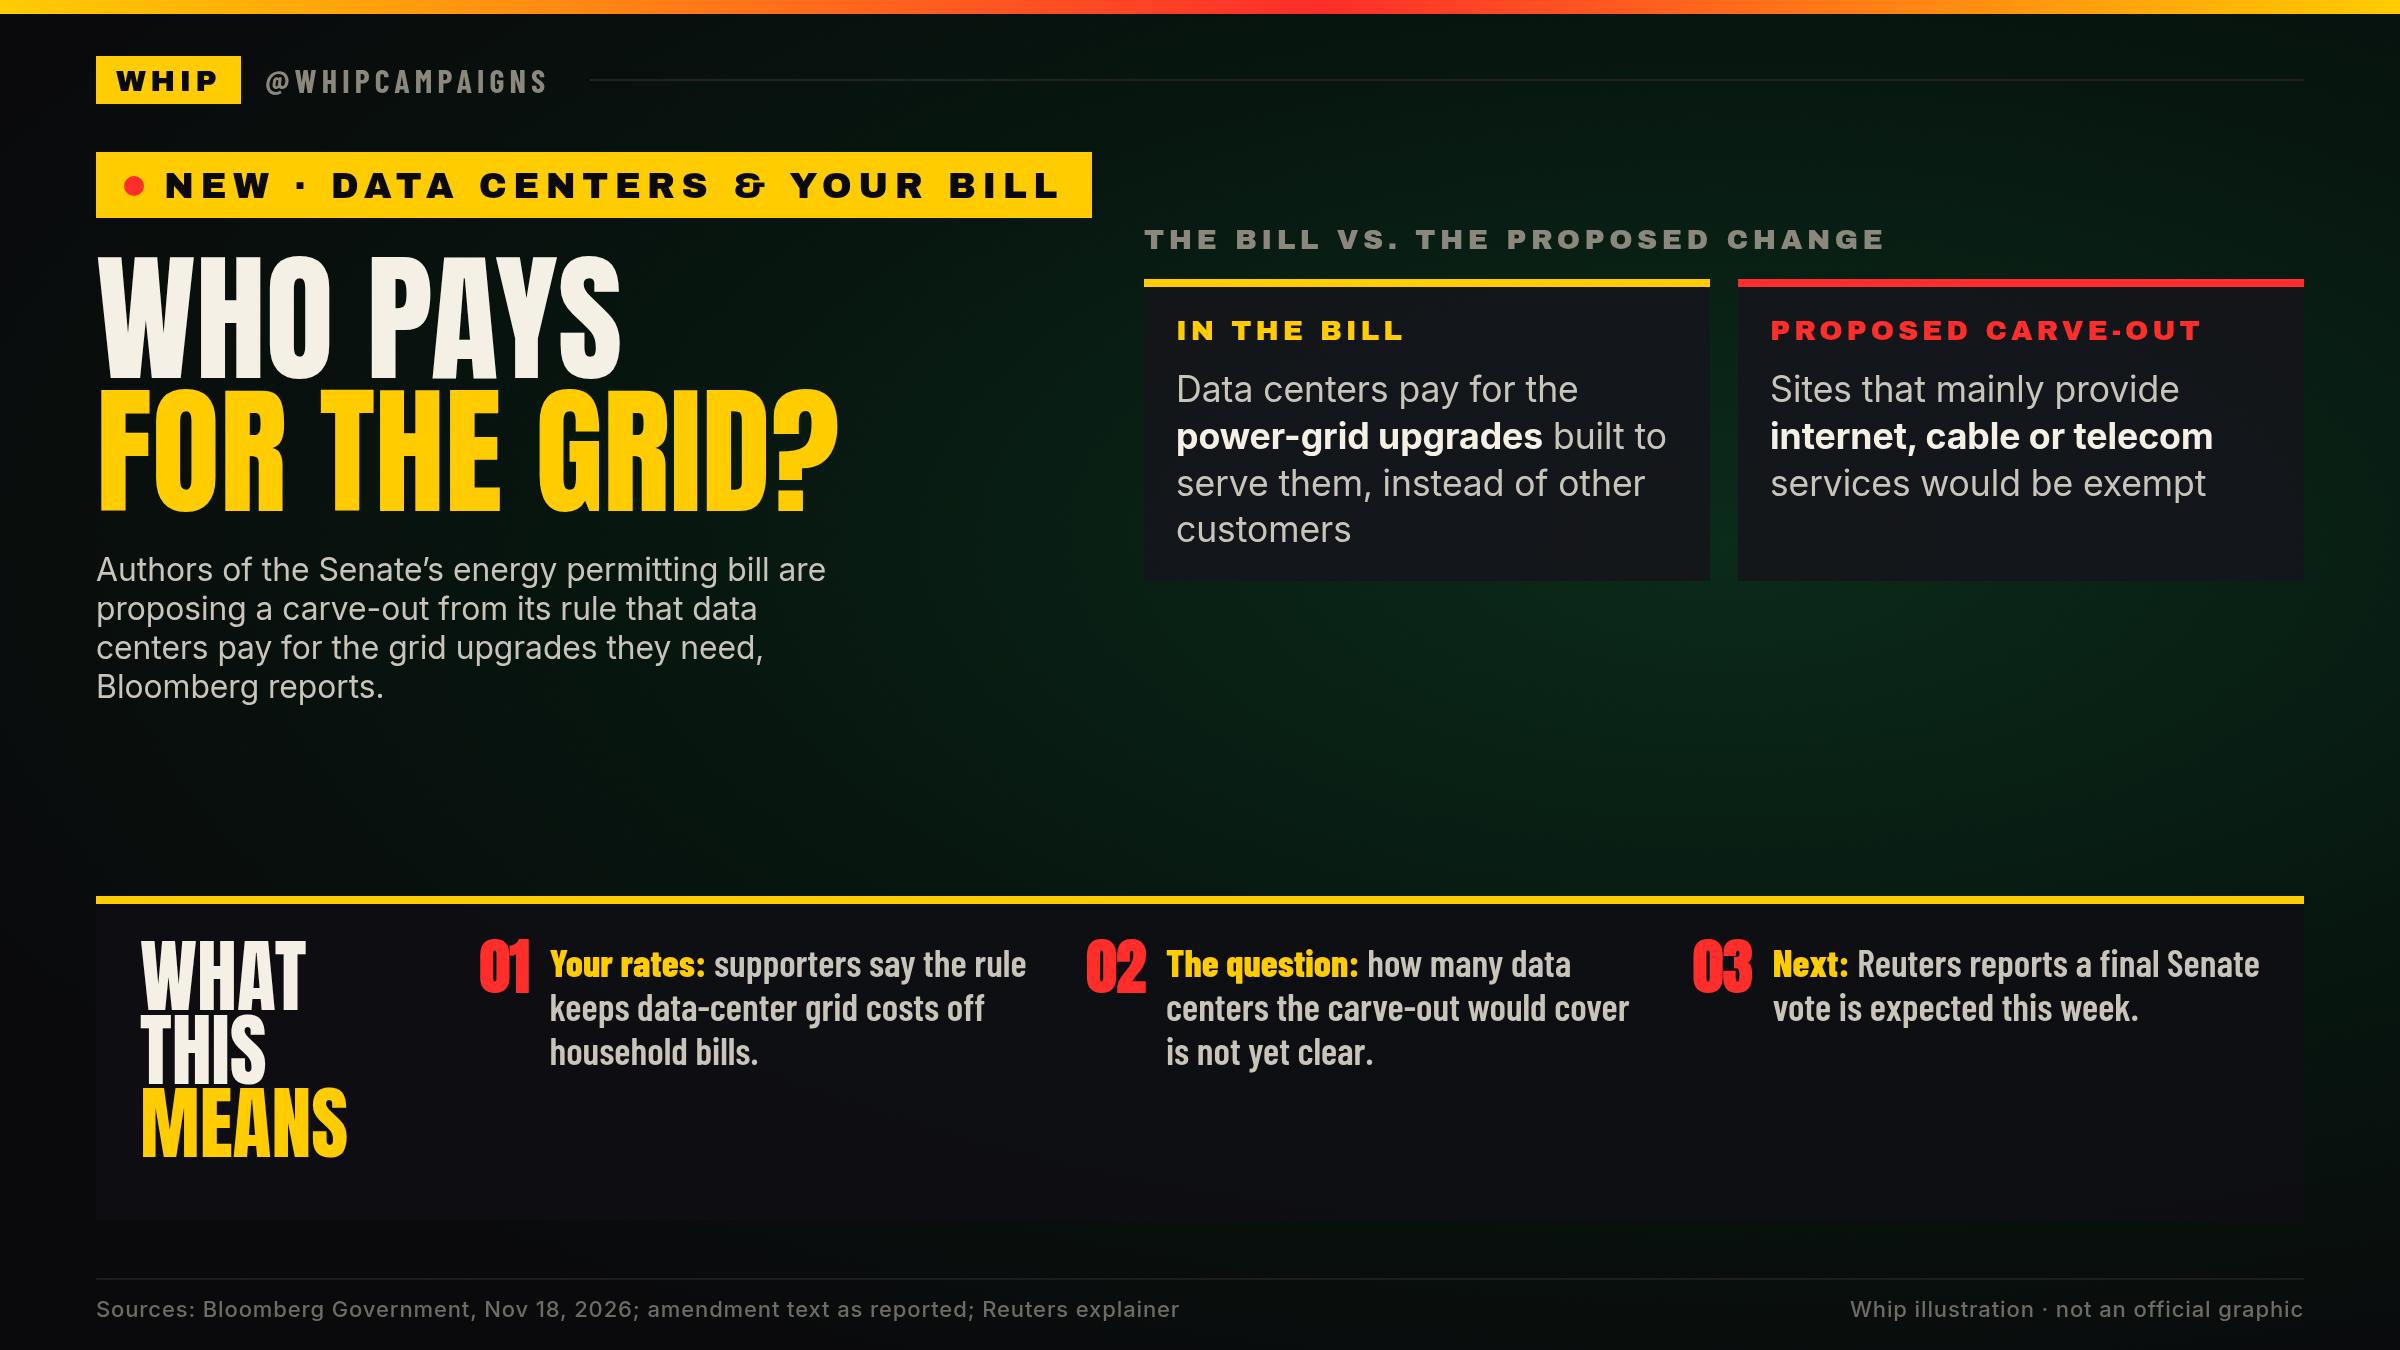 WHIP @WHIPCAMPAIGNS
NEW · DATA CENTERS & YOUR BILL
WHO PAYS
FOR THE GRID?
Authors of the Senate’s energy permitting bill are
proposing a carve-out from its rule that data
centers pay for the grid upgrades they need,
Bloomberg reports.
THE BILL VS. THE PROPOSED CHANGE
IN THE BILL
Data centers pay for the
power-grid upgrades built to
serve them, instead of other
customers
PROPOSED CARVE-OUT
Sites that mainly provide
internet, cable or telecom
services would be exempt
WHAT
THIS
MEANS
01 Your rates: supporters say the rule
keeps data-center grid costs off
household bills.
02 The question: how many data
centers the carve-out would cover
is not yet clear.
03 Next: Reuters reports a final Senate
vote is expected this week.
Sources: Bloomberg Government, Nov 18, 2026; amendment text as reported; Reuters explainer
Whip illustration · not an official graphic